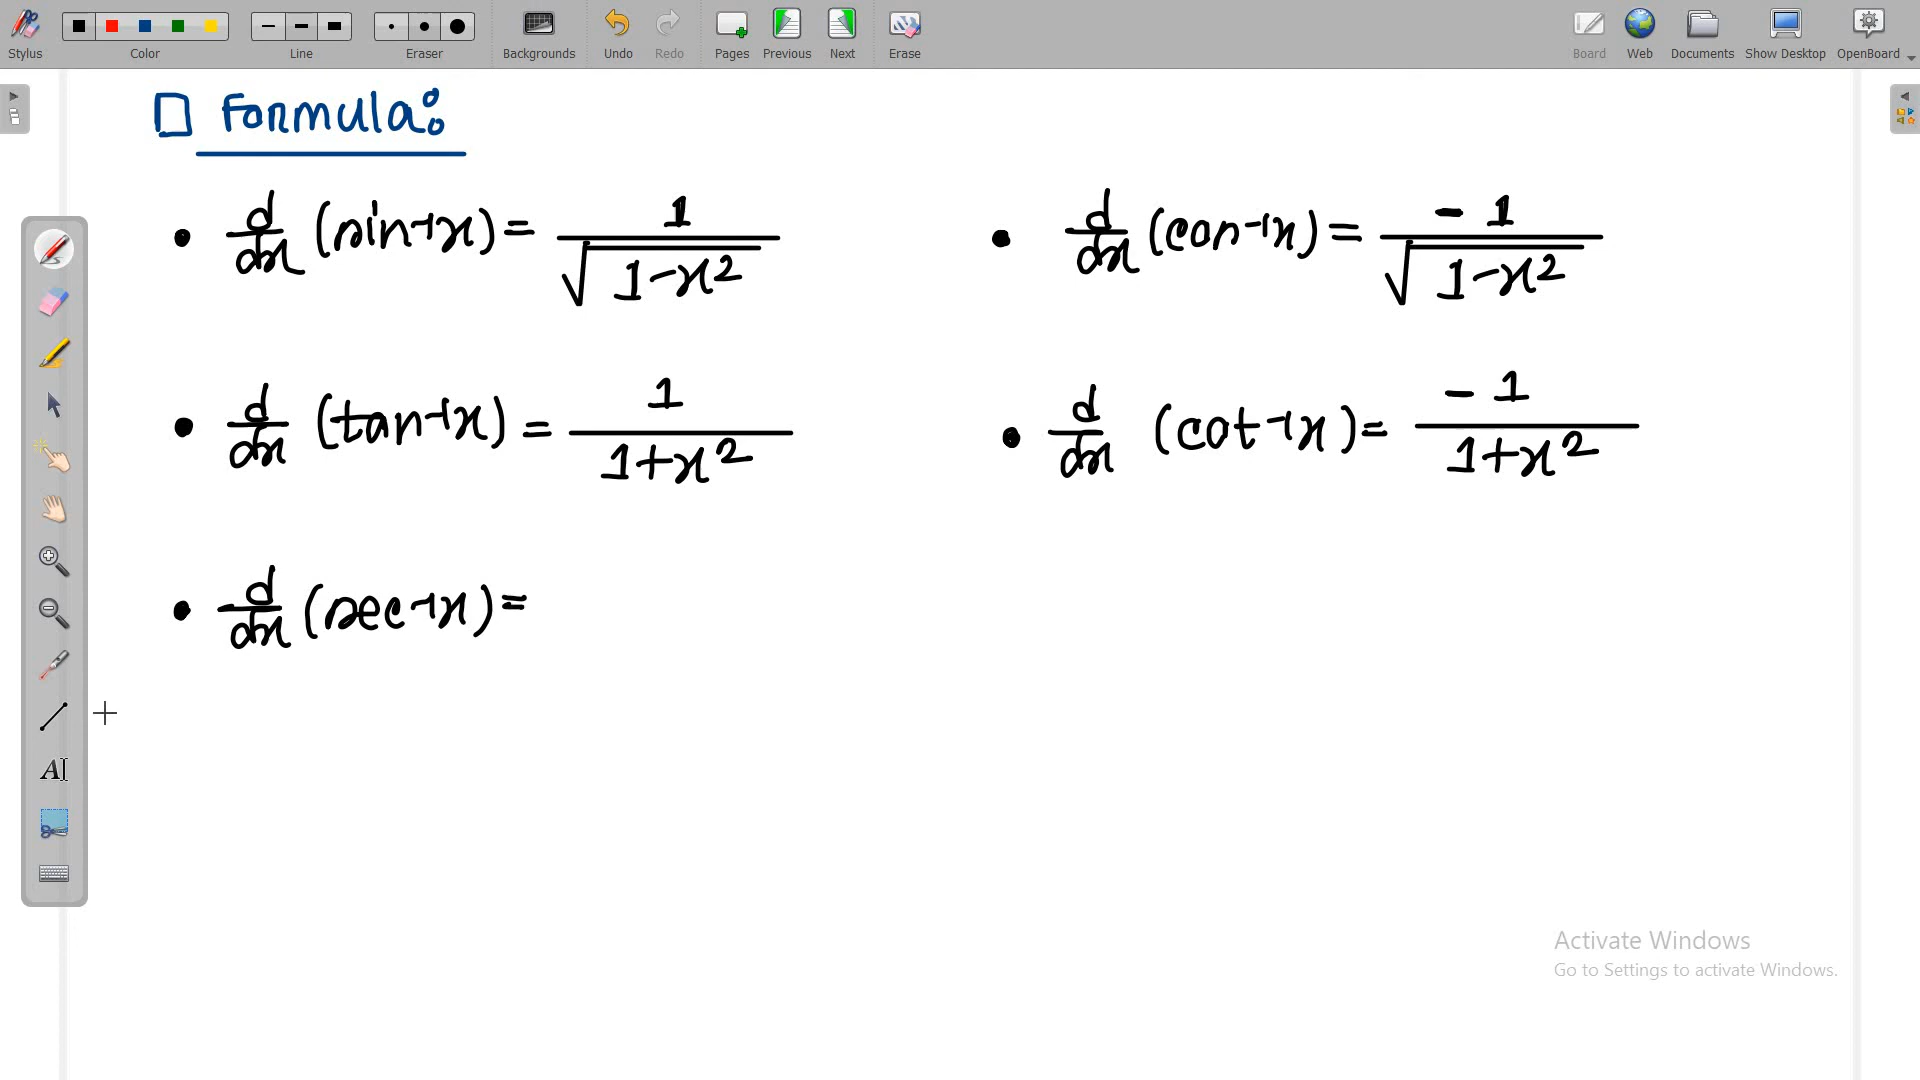 Stylus Color Line Eraser Backgrounds Undo Redo Pages Previous Next Erase Board Web Documents Show Desktop OpenBoard
Formula:
• d/dx (sin⁻¹x) = 1/√(1-x²)
• d/dx (cos⁻¹x) = -1/√(1-x²)
• d/dx (tan⁻¹x) = 1/(1+x²)
• d/dx (cot⁻¹x) = -1/(1+x²)
• d/dx (sec⁻¹x) =
Activate Windows
Go to Settings to activate Windows.